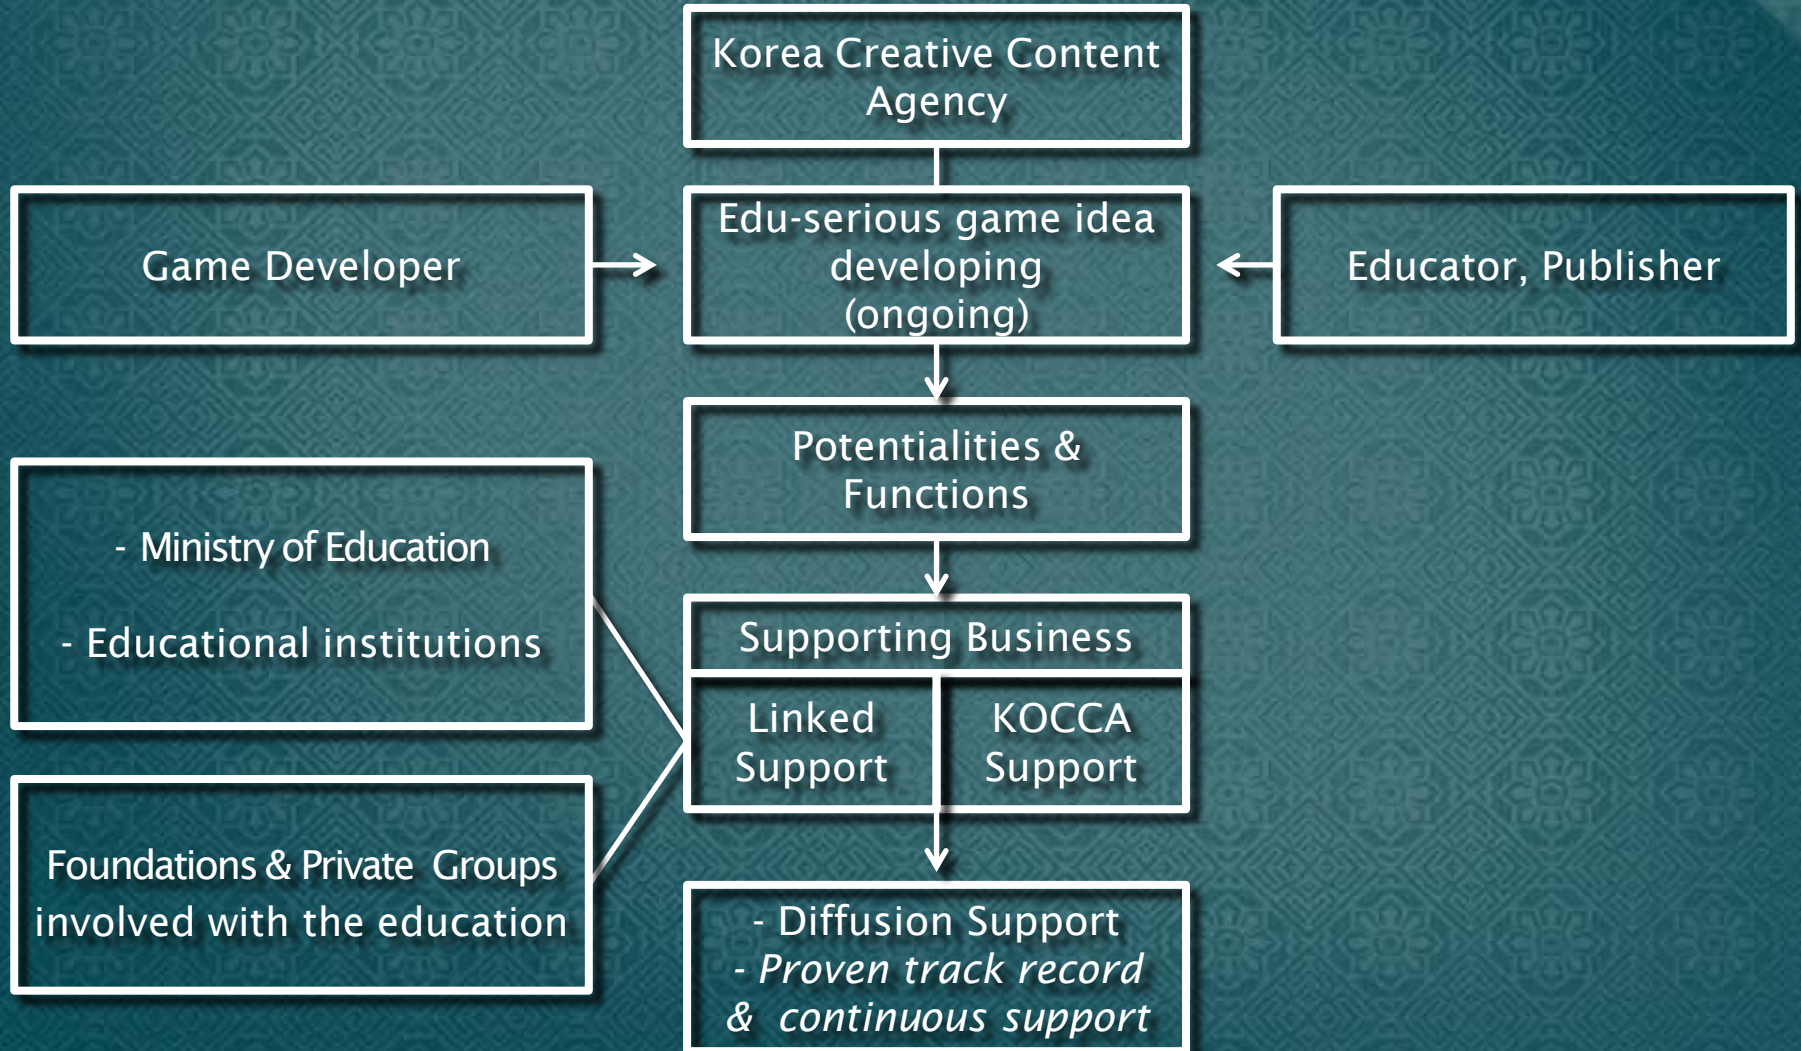 Korea Creative Content
Agency
Game Developer
Edu-serious game idea
developing
(ongoing)
Educator, Publisher
Potentialities &
Functions
- Ministry of Education
- Educational institutions
Supporting Business
Linked
Support
KOCCA
Support
Foundations & Private Groups
involved with the education
- Diffusion Support
- Proven track record
& continuous support